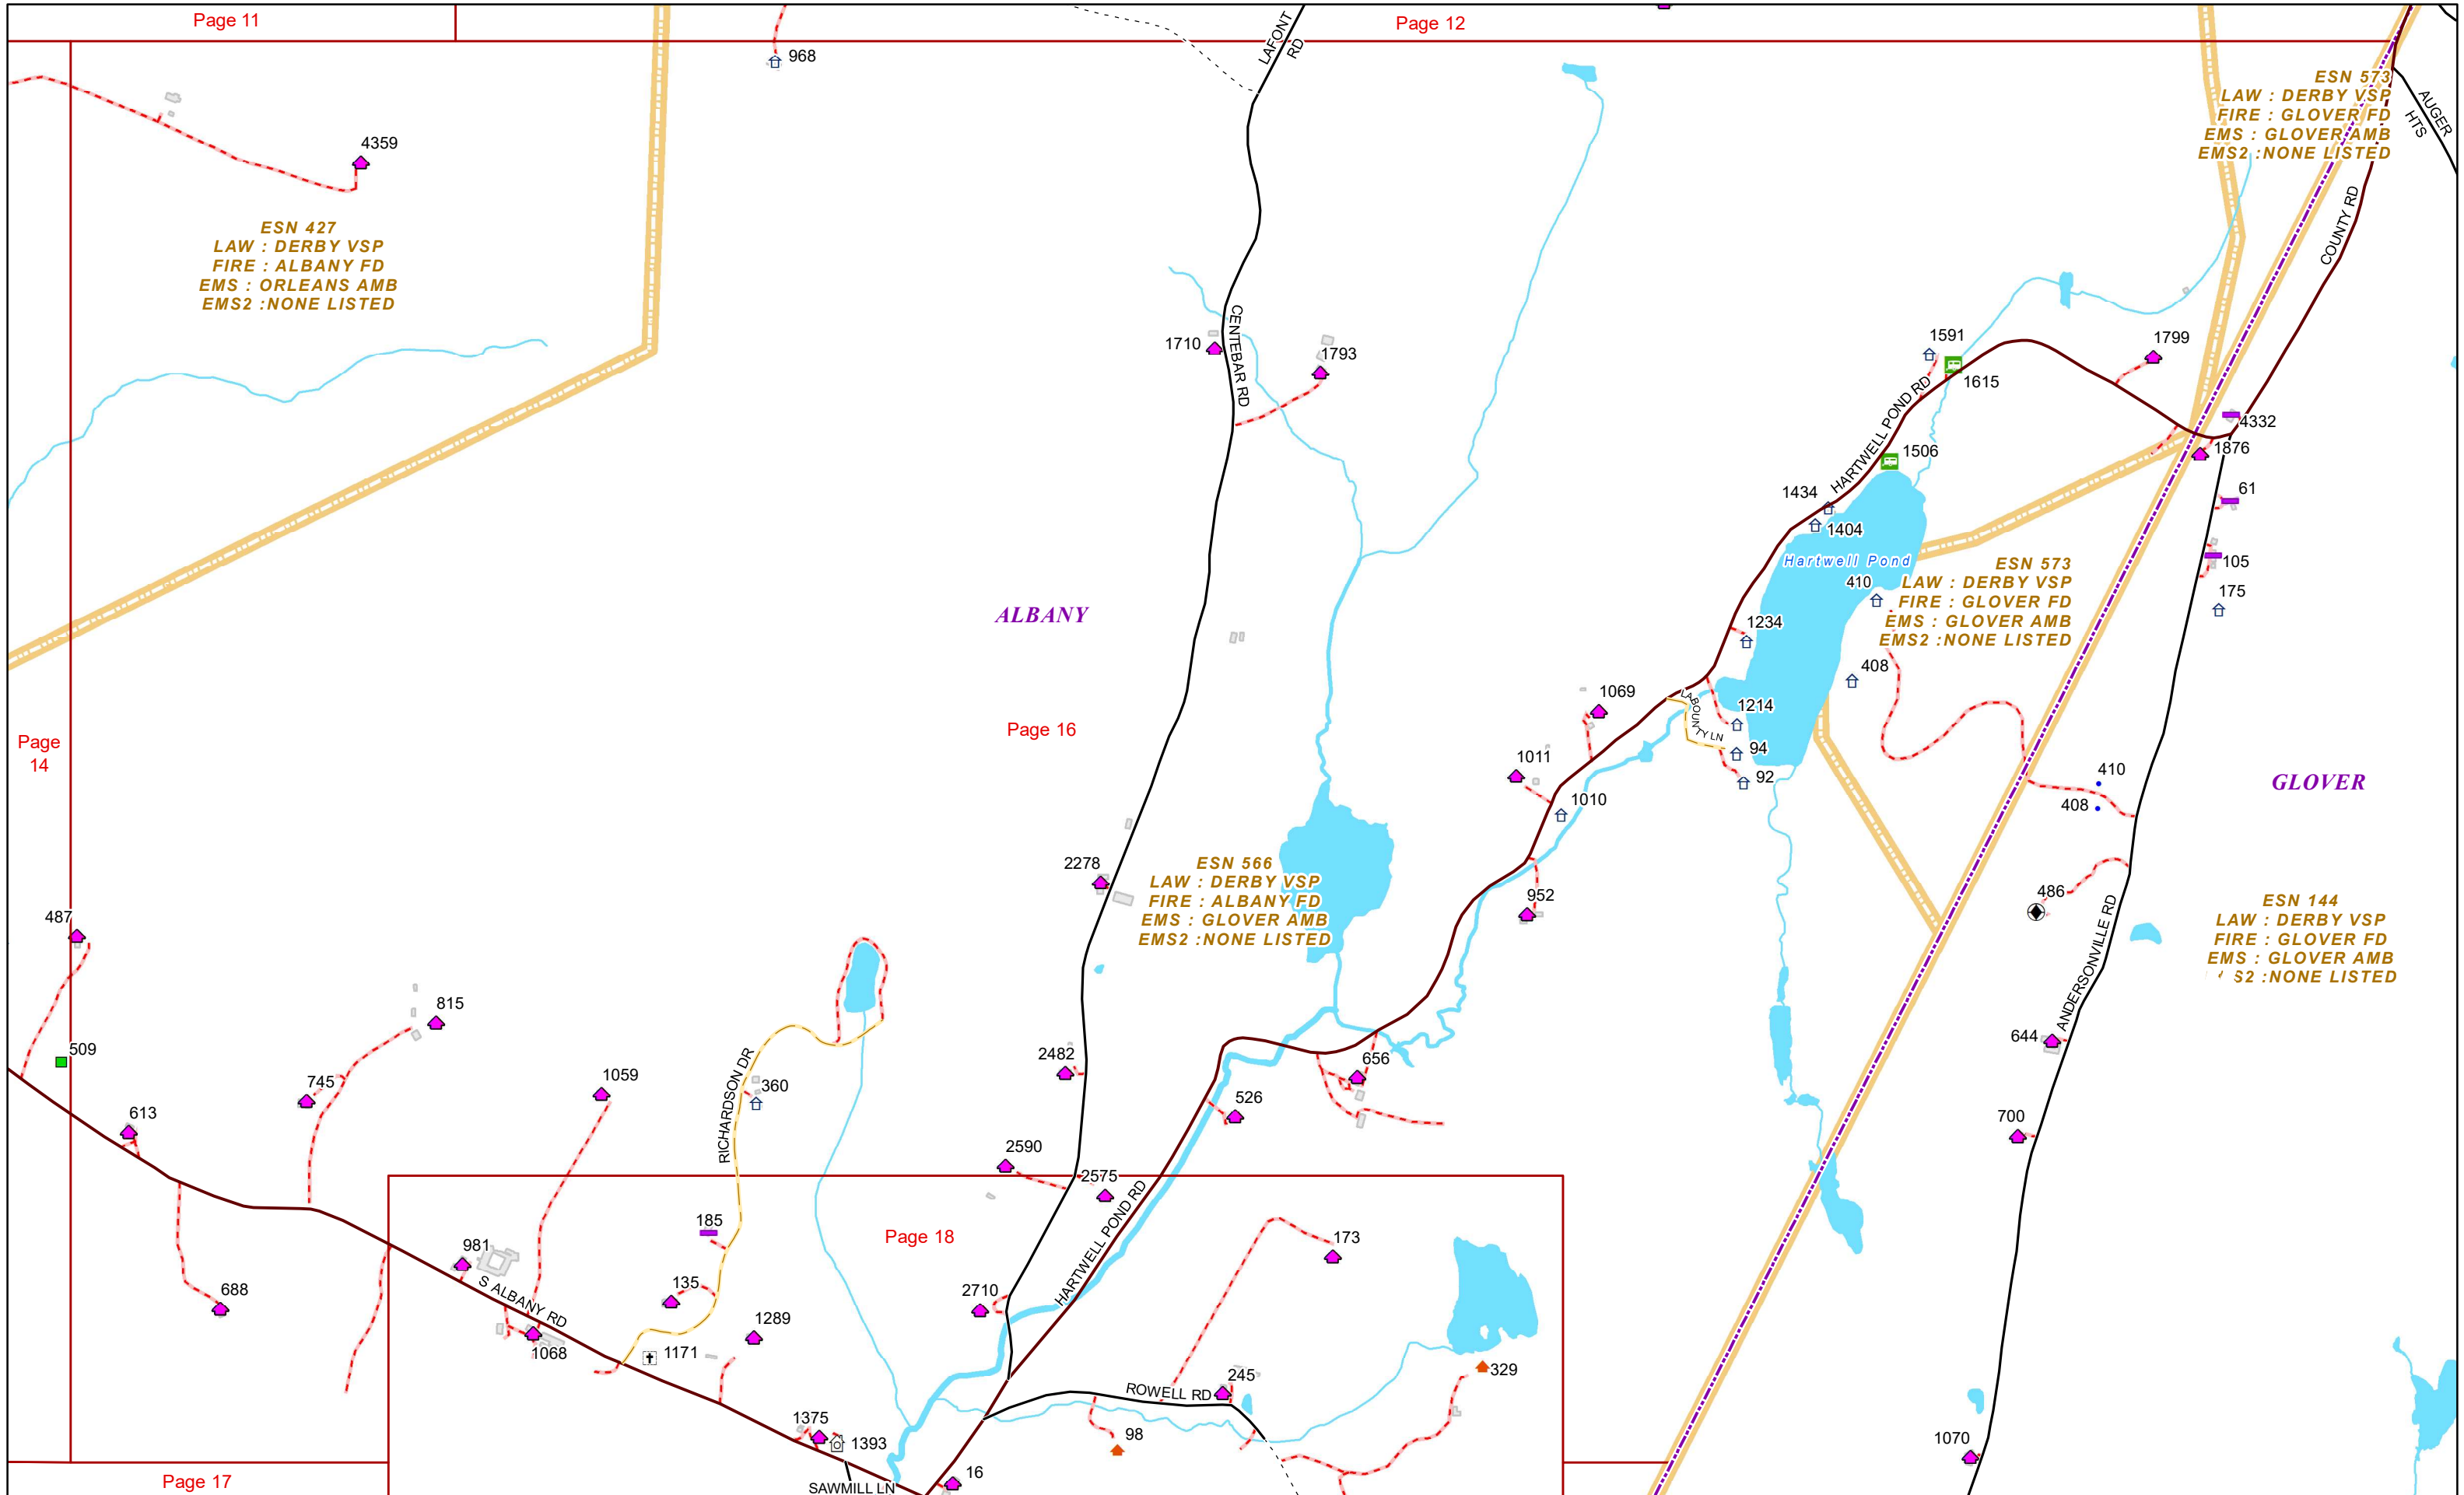 Page 11
Page 12
968
LAFONT
RD
ESN 573
LAW : DERBY VSP
FIRE : GLOVER FD
EMS : GLOVER AMB
EMS2 :NONE LISTED
AUGER
HTS
4359
COUNTY RD
ESN 427
LAW : DERBY VSP
FIRE : ALBANY FD
EMS : ORLEANS AMB
EMS2 :NONE LISTED
1710
CENTEBAR RD
1793
1591
1799
1615
HARTWELL POND RD
4332
1876
1506
1434
61
1404
Hartwell Pond
105
410
175
ESN 573
LAW : DERBY VSP
FIRE : GLOVER FD
EMS : GLOVER AMB
EMS2 :NONE LISTED
ALBANY
1234
408
1069
1214
LABOUNTY LN
Page 16
Page
14
94
1011
92
1010
410
408
GLOVER
2278
ESN 566
LAW : DERBY VSP
FIRE : ALBANY FD
EMS : GLOVER AMB
EMS2 :NONE LISTED
952
486
ESN 144
LAW : DERBY VSP
FIRE : GLOVER FD
EMS : GLOVER AMB
S2 :NONE LISTED
487
ANDERSONVILLE RD
815
509
644
2482
656
745
1059
RICHARDSON DR
360
613
526
700
2590
2575
185
Page 18
HARTWELL POND RD
173
981
688
135
2710
S ALBANY RD
1289
1068
1171
245
329
ROWELL RD
1375
1393
98
1070
16
Page 17
SAWMILL LN